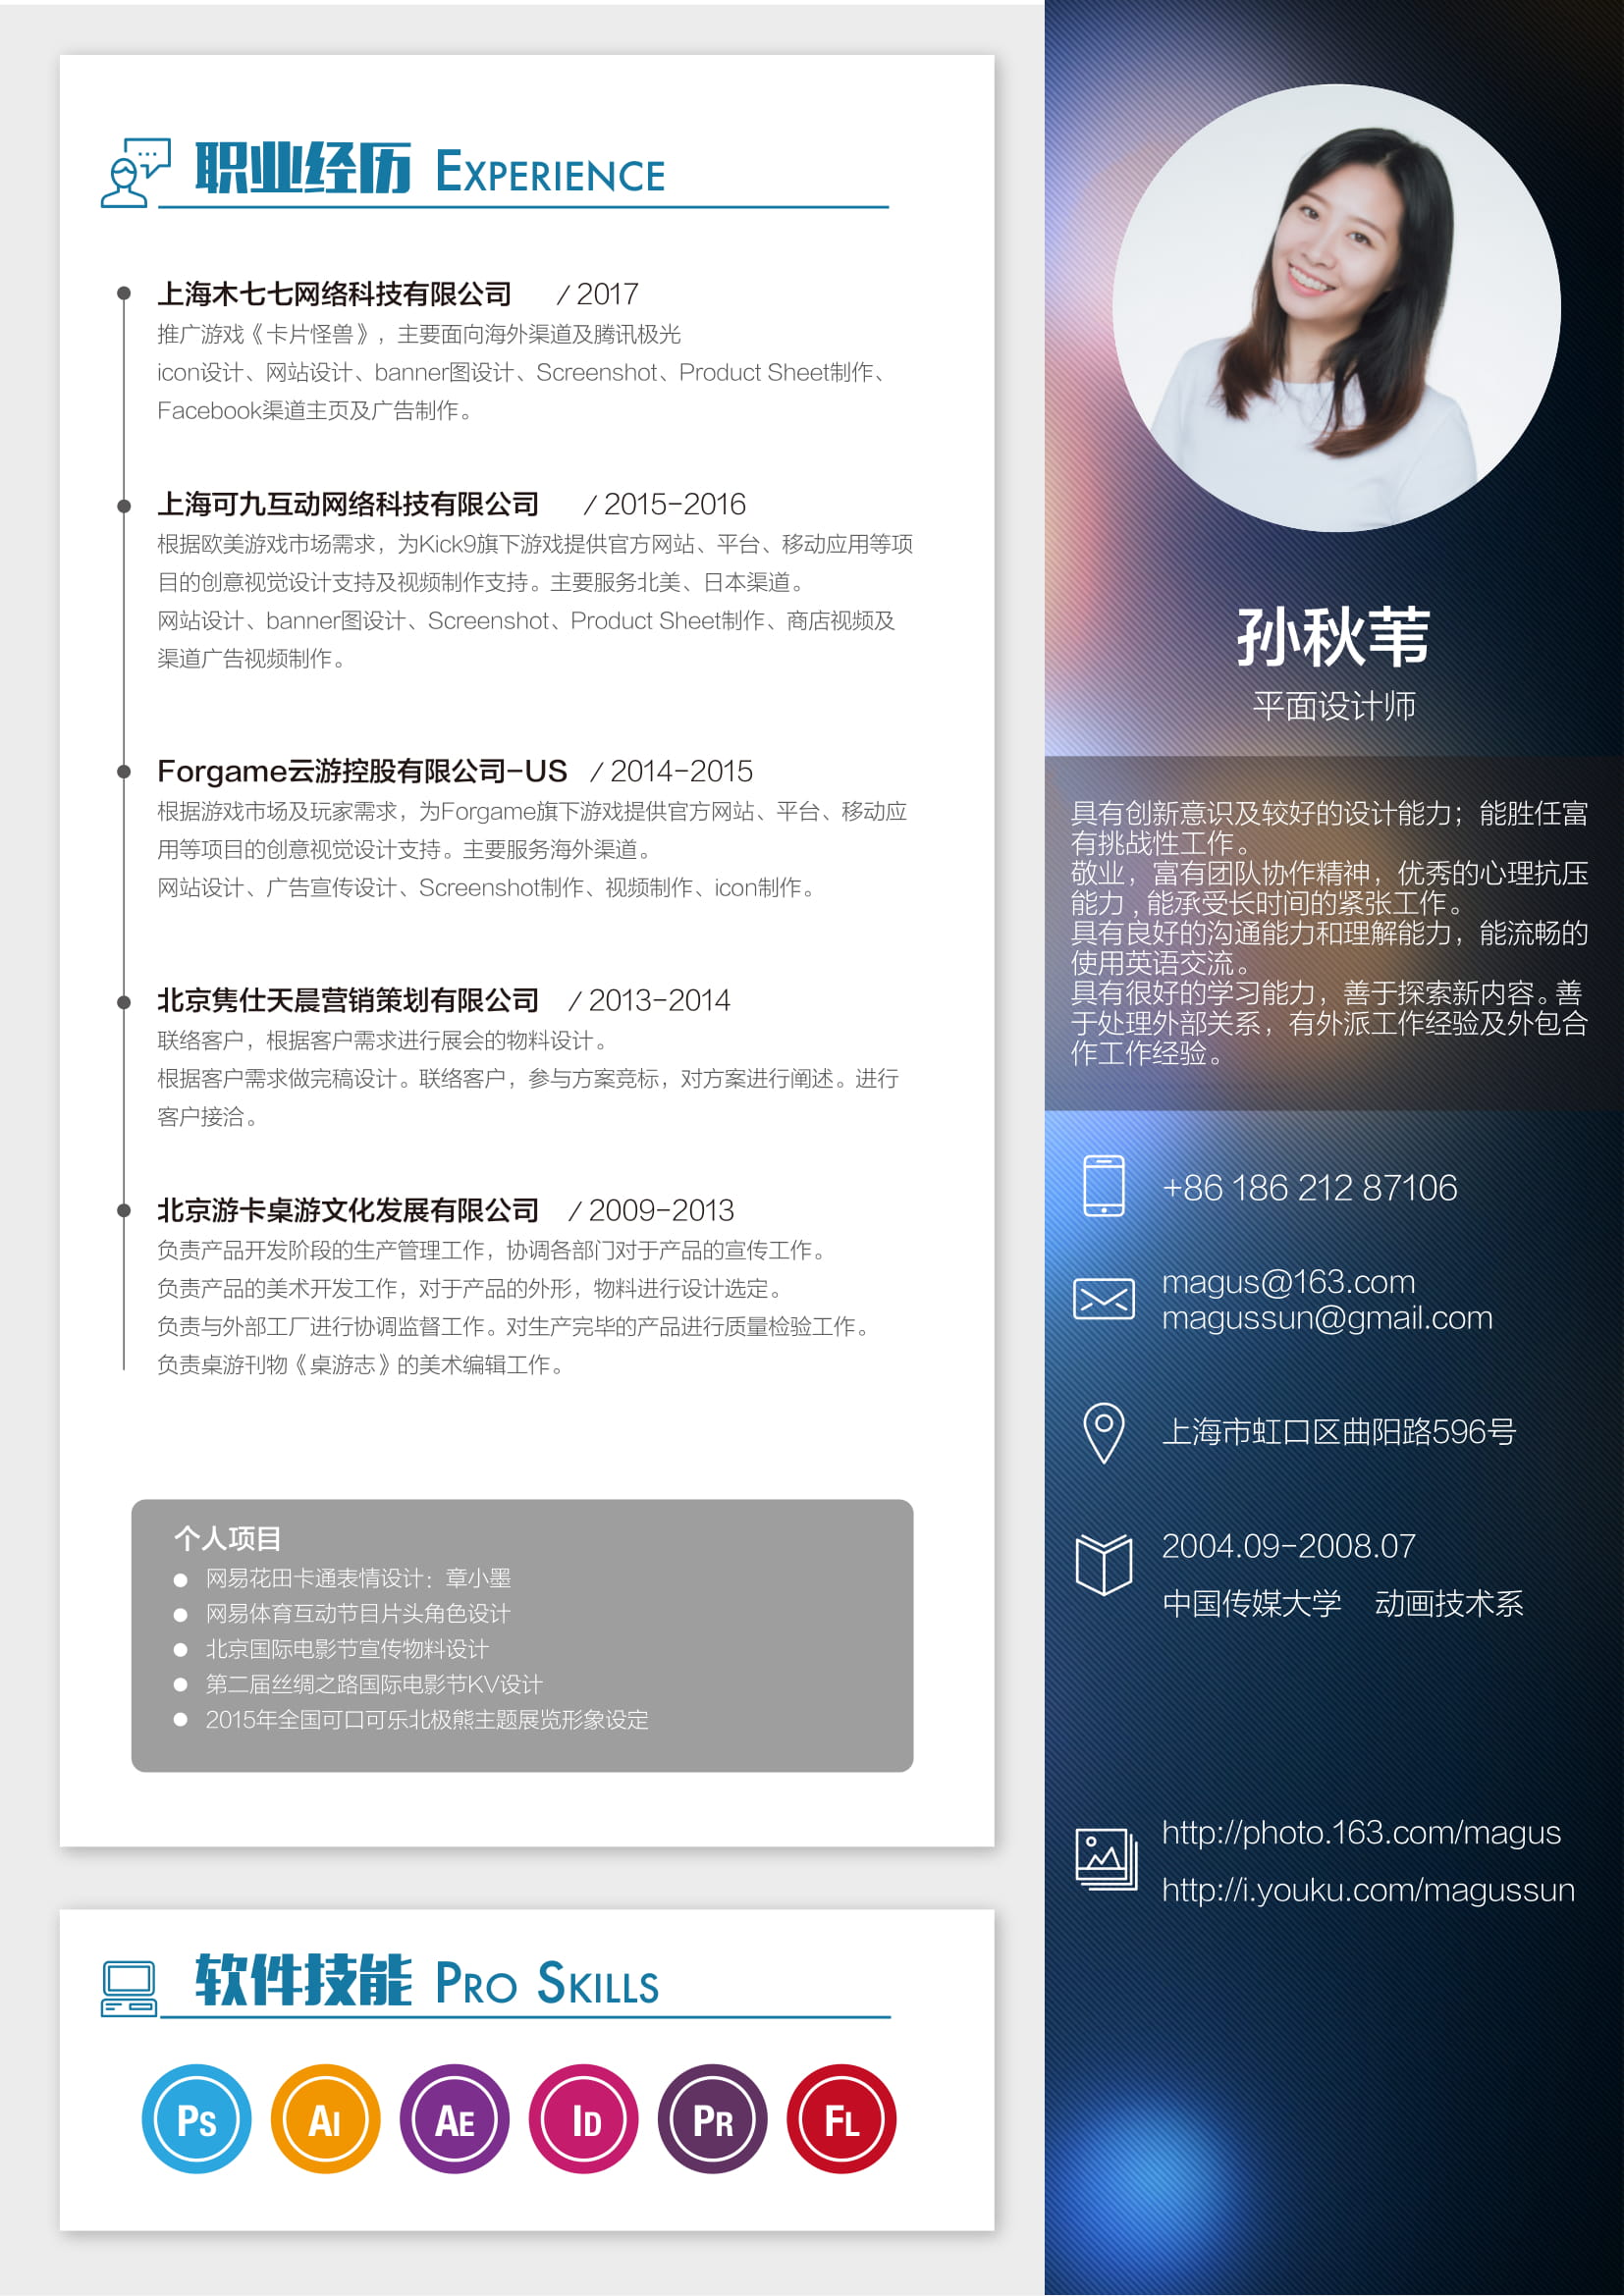 职业经历 EXPERIENCE
上海木七七网络科技有限公司 / 2017
推广游戏《卡片怪兽》，主要面向海外渠道及腾讯极光
icon设计、网站设计、banner图设计、Screenshot、Product Sheet制作、
Facebook渠道主页及广告制作。
上海可九互动网络科技有限公司 / 2015-2016
根据欧美游戏市场需求，为Kick9旗下游戏提供官方网站、平台、移动应用等项
目的创意视觉设计支持及视频制作支持。主要服务北美、日本渠道。
网站设计、banner图设计、Screenshot、Product Sheet制作、商店视频及
渠道广告视频制作。
Forgame云游控股有限公司-US / 2014-2015
根据游戏市场及玩家需求，为Forgame旗下游戏提供官方网站、平台、移动应
用等项目的创意视觉设计支持。主要服务海外渠道。
网站设计、广告宣传设计、Screenshot制作、视频制作、icon制作。
北京隽仕天晨营销策划有限公司 / 2013-2014
联络客户，根据客户需求进行展会的物料设计。
根据客户需求做完稿设计。联络客户，参与方案竞标，对方案进行阐述。进行
客户接洽。
北京游卡桌游文化发展有限公司 / 2009-2013
负责产品开发阶段的生产管理工作，协调各部门对于产品的宣传工作。
负责产品的美术开发工作，对于产品的外形，物料进行设计选定。
负责与外部工厂进行协调监督工作。对生产完毕的产品进行质量检验工作。
负责桌游刊物《桌游志》的美术编辑工作。
个人项目
网易花田卡通表情设计：章小墨
网易体育互动节目片头角色设计
北京国际电影节宣传物料设计
第二届丝绸之路国际电影节KV设计
2015年全国可口可乐北极熊主题展览形象设定
软件技能 PRO SKILLS
PS AI AE ID PR FL
孙秋苇
平面设计师
具有创新意识及较好的设计能力；能胜任富
有挑战性工作。
敬业，富有团队协作精神，优秀的心理抗压
能力 , 能承受长时间的紧张工作。
具有良好的沟通能力和理解能力，能流畅的
使用英语交流。
具有很好的学习能力，善于探索新内容。善
于处理外部关系，有外派工作经验及外包合
作工作经验。
+86 186 212 87106
magus@163.com
magussun@gmail.com
上海市虹口区曲阳路596号
2004.09-2008.07
中国传媒大学 动画技术系
http://photo.163.com/magus
http://i.youku.com/magussun